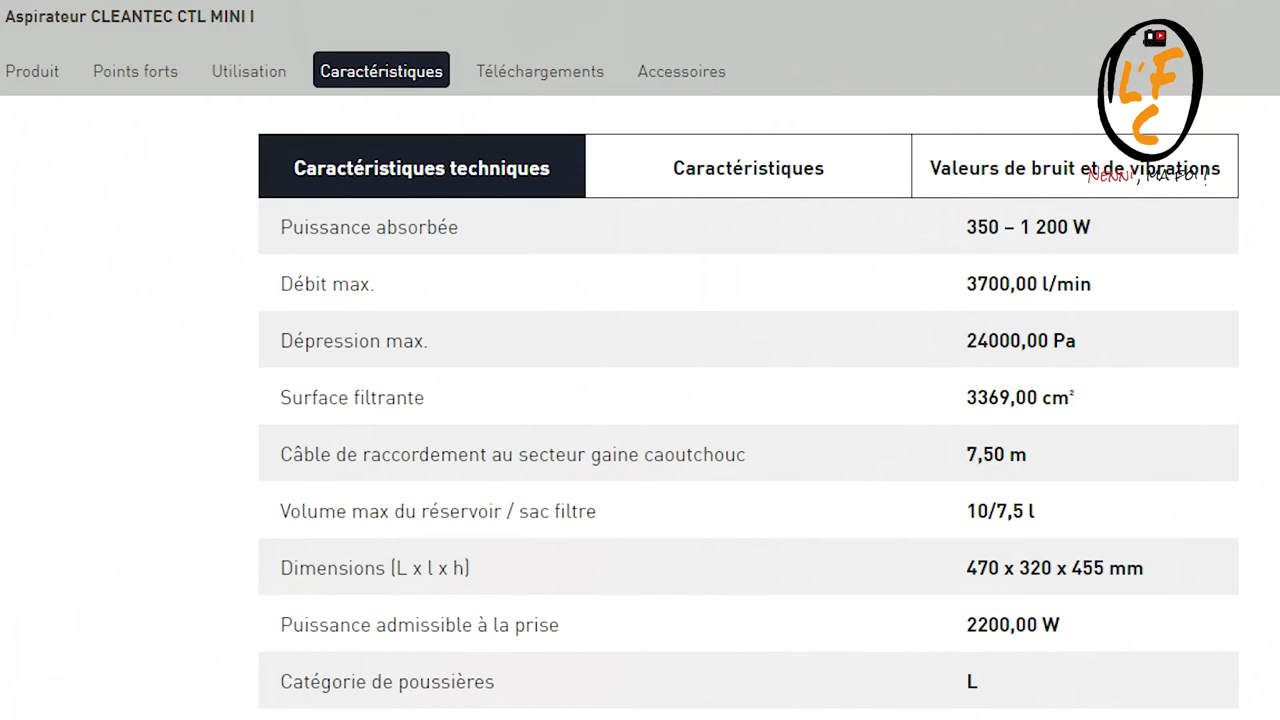 Aspirateur CLEANTEC CTL MINI I
Produit Points forts Utilisation Caractéristiques Téléchargements Accessoires
L'F
C
NENNI, MA FOI !
Caractéristiques techniques Caractéristiques Valeurs de bruit et de vibrations
Puissance absorbée 350 – 1 200 W
Débit max. 3700,00 l/min
Dépression max. 24000,00 Pa
Surface filtrante 3369,00 cm²
Câble de raccordement au secteur gaine caoutchouc 7,50 m
Volume max du réservoir / sac filtre 10/7,5 l
Dimensions (L x l x h) 470 x 320 x 455 mm
Puissance admissible à la prise 2200,00 W
Catégorie de poussières L